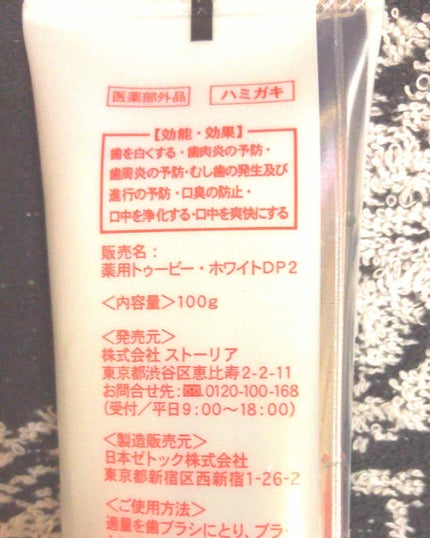 医薬部外品 ハミガキ
【効能・効果】
歯を白くする・歯肉炎の予防・
歯周炎の予防・むし歯の発生及び
進行の予防・口臭の防止・
口中を浄化する・口中を爽快にする
販売名：
薬用トゥービー・ホワイトDP2
<内容量>100g
<発売元>
株式会社 ストーリア
東京都渋谷区恵比寿2-2-11
お問合せ先:0120-100-168
(受付／平日9:00〜18:00)
<製造販売元>
日本ゼトック株式会社
東京都新宿区西新宿1-26-2
<ご使用方法>
適量を歯ブラシにとり、ブラ